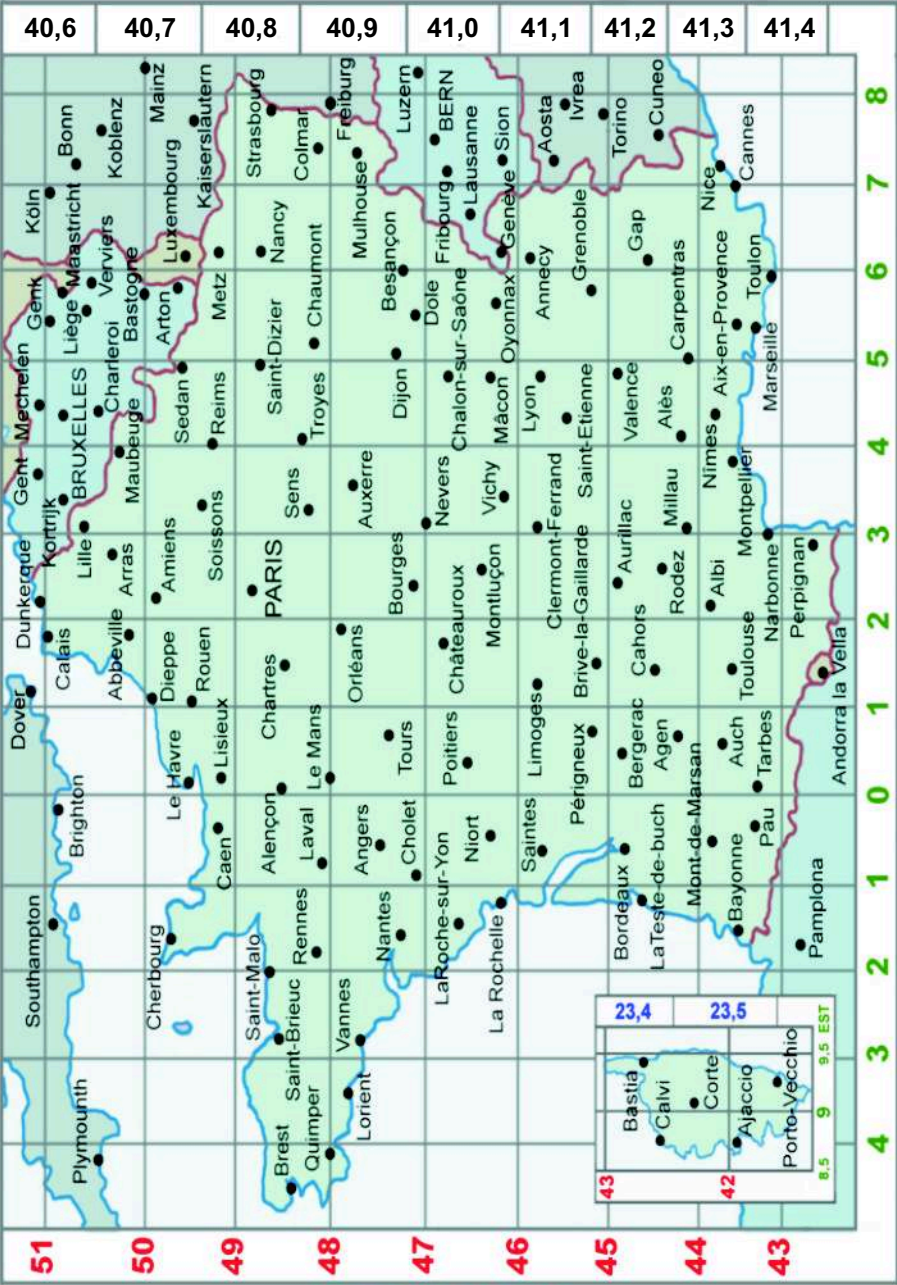 40,6
40,7
40,8
40,9
41,0
41,1
41,2
41,3
41,4
51
50
49
48
47
46
45
44
43
8
7
6
5
4
3
2
1
0
1
2
3
4
Köln
Bonn
Koblenz
Mainz
Kaiserslautern
Strasbourg
Colmar
Freiburg
Luzern
BERN
Lausanne
Sion
Aosta
Ivrea
Torino
Cuneo
Cannes
Nice
Genk
Maastricht
Verviers
Luxembourg
Liège
Bastogne
Arton
Metz
Nancy
Chaumont
Mulhouse
Besançon
Fribourg
Genève
Dole
Annecy
Grenoble
Gap
Carpentras
Aix-en-Provence
Toulon
Mechelen
Charleroi
Sedan
Reims
Saint-Dizier
Troyes
Dijon
Chalon-sur-Saône
Oyonnax
Mâcon
Lyon
Saint-Etienne
Valence
Alès
Marseille
Gent
BRUXELLES
Maubeuge
Kortrijk
Lille
Soissons
Sens
Auxerre
Nevers
Vichy
Clermont-Ferrand
Aurillac
Millau
Nîmes
Montpellier
Dunkerque
Calais
Arras
Amiens
PARIS
Bourges
Montluçon
Brive-la-Gaillarde
Rodez
Albi
Narbonne
Perpignan
Dover
Abbeville
Dieppe
Rouen
Chartres
Orléans
Châteauroux
Limoges
Cahors
Toulouse
Andorra la Vella
Brighton
Le Havre
Lisieux
Le Mans
Tours
Poitiers
Périgueux
Bergerac
Agen
Auch
Tarbes
Caen
Alençon
Laval
Angers
Cholet
Niort
Saintes
Bordeaux
LaTeste-de-buch
Mont-de-Marsan
Bayonne
Pau
Pamplona
Southampton
Cherbourg
Saint-Malo
Rennes
Nantes
LaRoche-sur-Yon
La Rochelle
Plymouth
Brest
Quimper
Saint-Brieuc
Lorient
Vannes
23,4
23,5
43
42
8.5
9
9.5 EST
Bastia
Calvi
Corte
Ajaccio
Porto-Vecchio